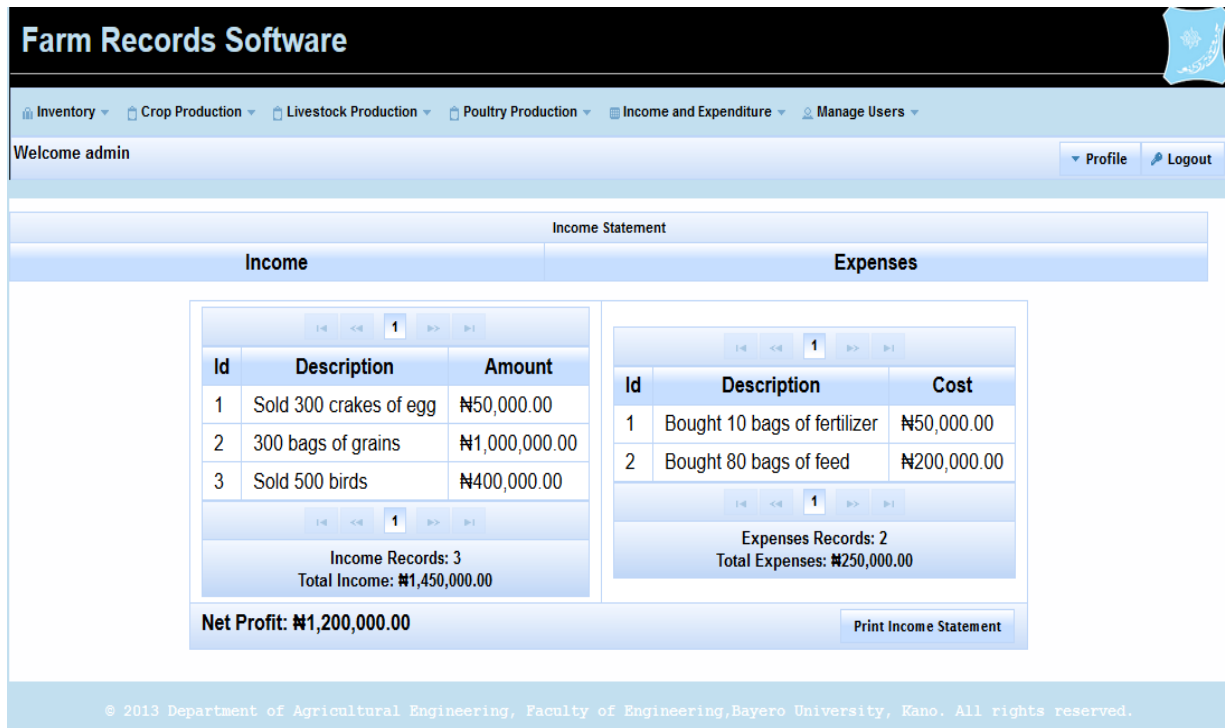 Farm Records Software
Inventory Crop Production Livestock Production Poultry Production Income and Expenditure Manage Users
Welcome admin
Profile Logout
Income Statement
Income Expenses
1
Id Description Amount
1 Sold 300 crakes of egg ₦50,000.00
2 300 bags of grains ₦1,000,000.00
3 Sold 500 birds ₦400,000.00
1
Income Records: 3
Total Income: ₦1,450,000.00
1
Id Description Cost
1 Bought 10 bags of fertilizer ₦50,000.00
2 Bought 80 bags of feed ₦200,000.00
1
Expenses Records: 2
Total Expenses: ₦250,000.00
Net Profit: ₦1,200,000.00
Print Income Statement
© 2013 Department of Agricultural Engineering, Faculty of Engineering,Bayero University, Kano. All rights reserved.